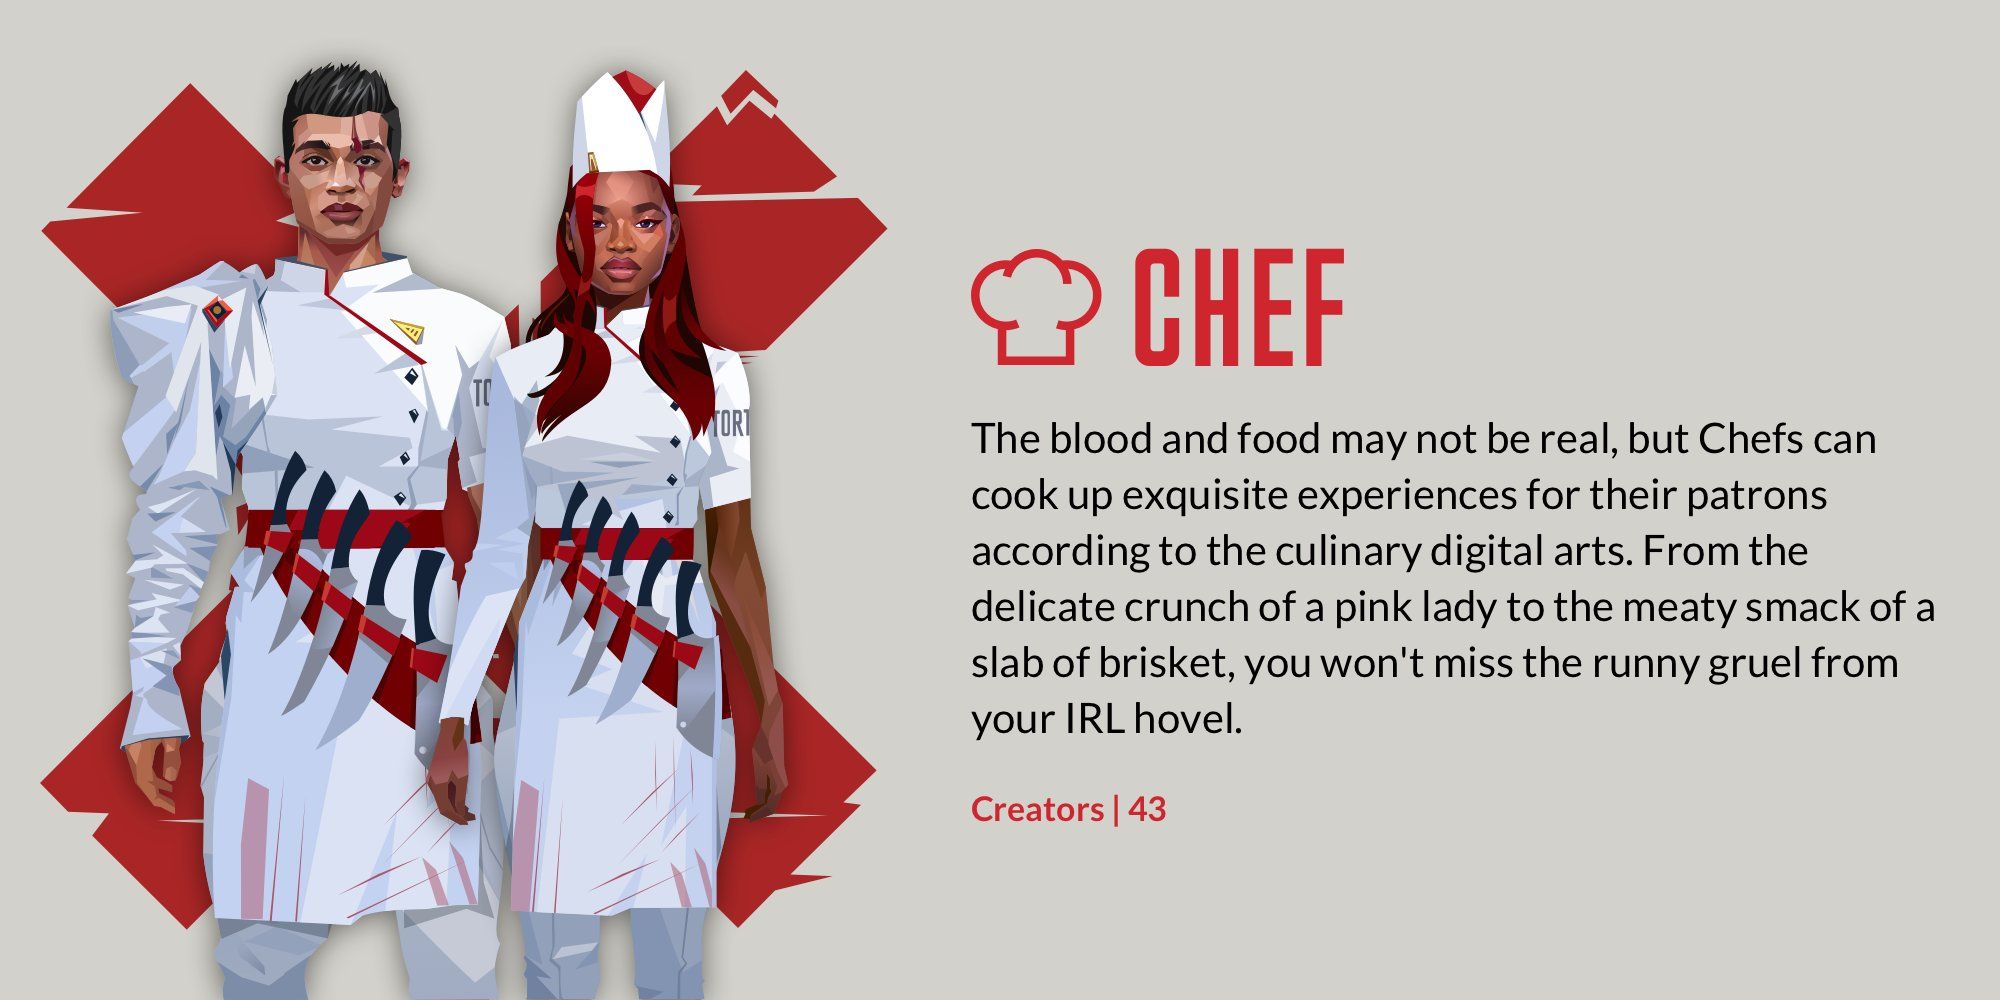 CHEF
The blood and food may not be real, but Chefs can
cook up exquisite experiences for their patrons
according to the culinary digital arts. From the
delicate crunch of a pink lady to the meaty smack of a
slab of brisket, you won't miss the runny gruel from
your IRL hovel.
Creators | 43
TO
TORT